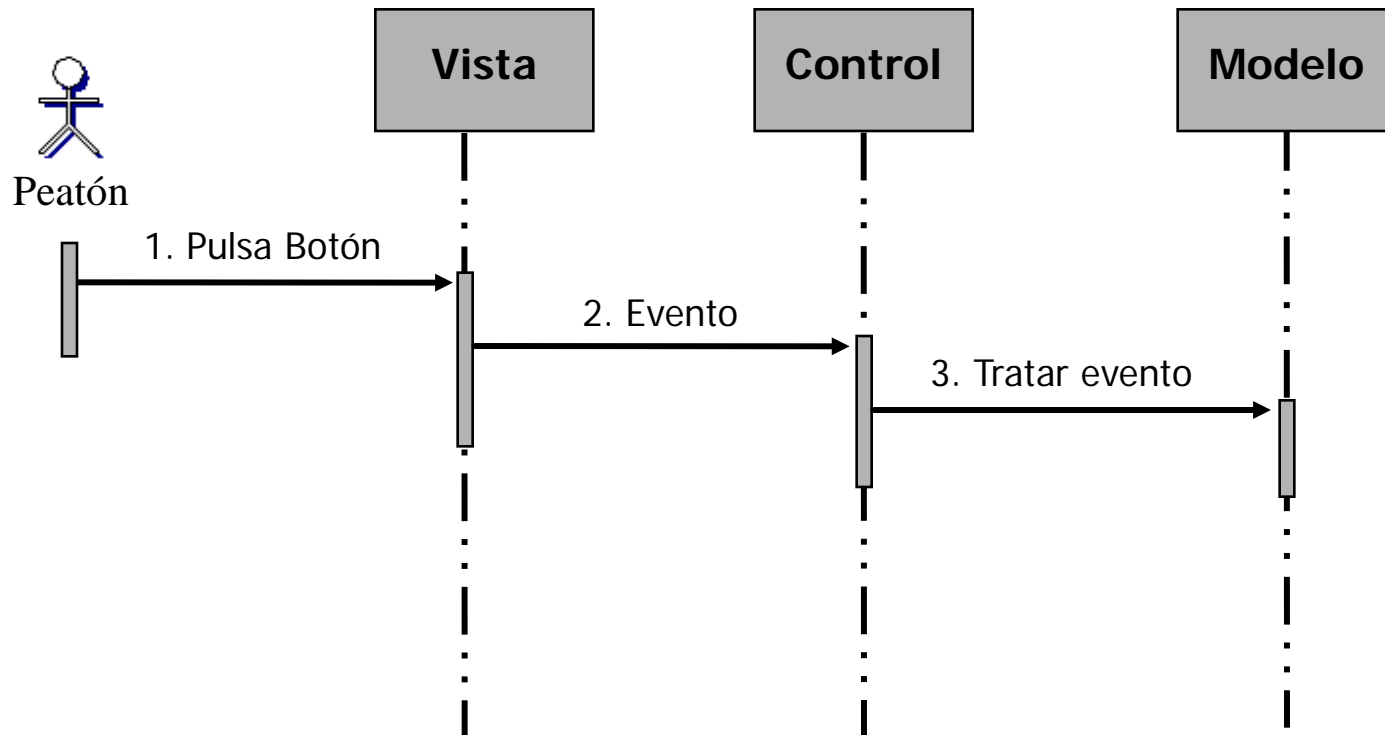 Vista
Control
Modelo
Peatón
1. Pulsa Botón
2. Evento
3. Tratar evento